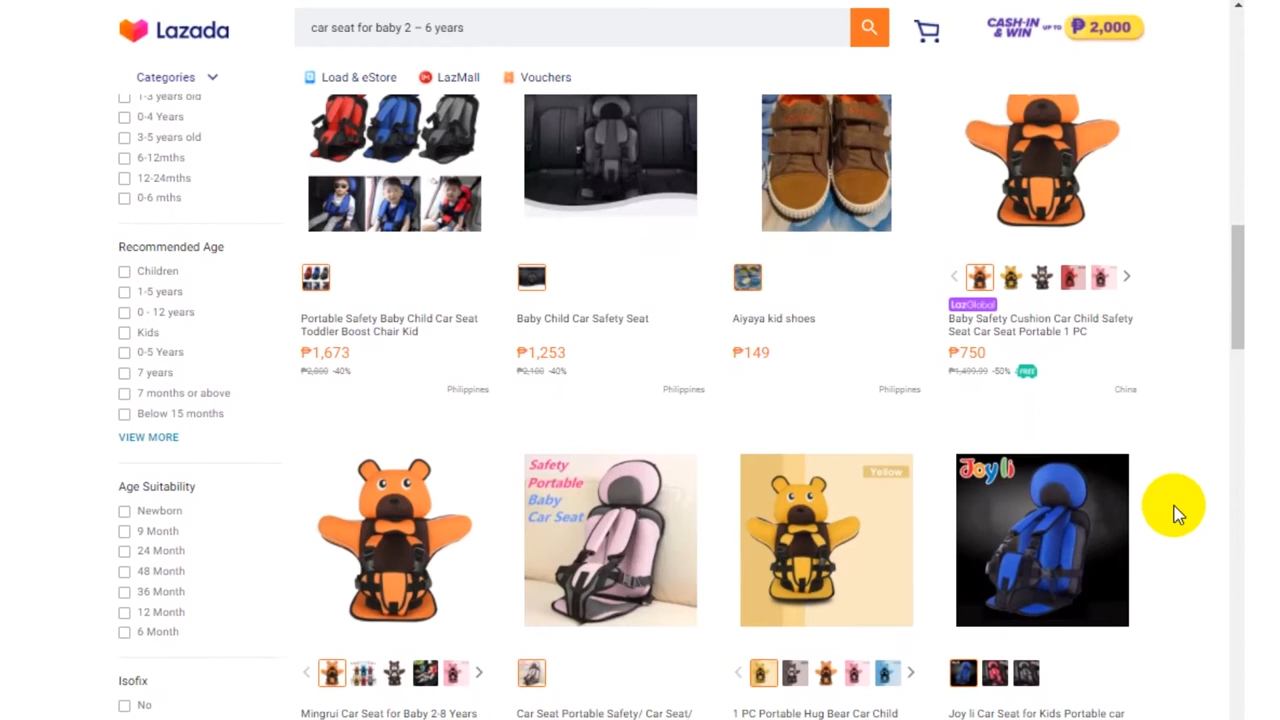 Lazada
car seat for baby 2 – 6 years
CASH-IN & WIN UP TO ₱ 2,000
Categories
Load & eStore
LazMall
Vouchers
1-3 years old
0-4 Years
3-5 years old
6-12mths
12-24mths
0-6 mths
Recommended Age
Children
1-5 years
0 - 12 years
Kids
0-5 Years
7 years
7 months or above
Below 15 months
VIEW MORE
Age Suitability
Newborn
9 Month
24 Month
48 Month
36 Month
12 Month
6 Month
Isofix
No
Portable Safety Baby Child Car Seat
Toddler Boost Chair Kid
₱1,673
₱2,800 -40%
Philippines
Baby Child Car Safety Seat
₱1,253
₱2,100 -40%
Philippines
Aiyaya kid shoes
₱149
Philippines
LazGlobal
Baby Safety Cushion Car Child Safety
Seat Car Seat Portable 1 PC
₱750
₱1,499.99 -50% FREE
China
Mingrui Car Seat for Baby 2-8 Years
Safety
Portable
Baby
Car Seat
Car Seat Portable Safety/ Car Seat/
Yellow
1 PC Portable Hug Bear Car Child
Joy li
Joy li Car Seat for Kids Portable car